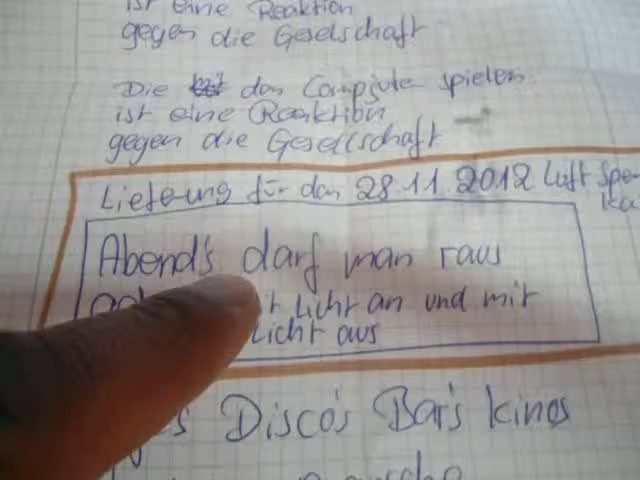 ist eine Reaktion
gegen die Gesellschaft
Die das Computer spielen
ist eine Reaktion
gegen die Gesellschaft
Lieferung für den 28 11. 2012 Luft
Abend's darf man raus
Licht an und mit
Licht aus
Disco's Bar's kinos